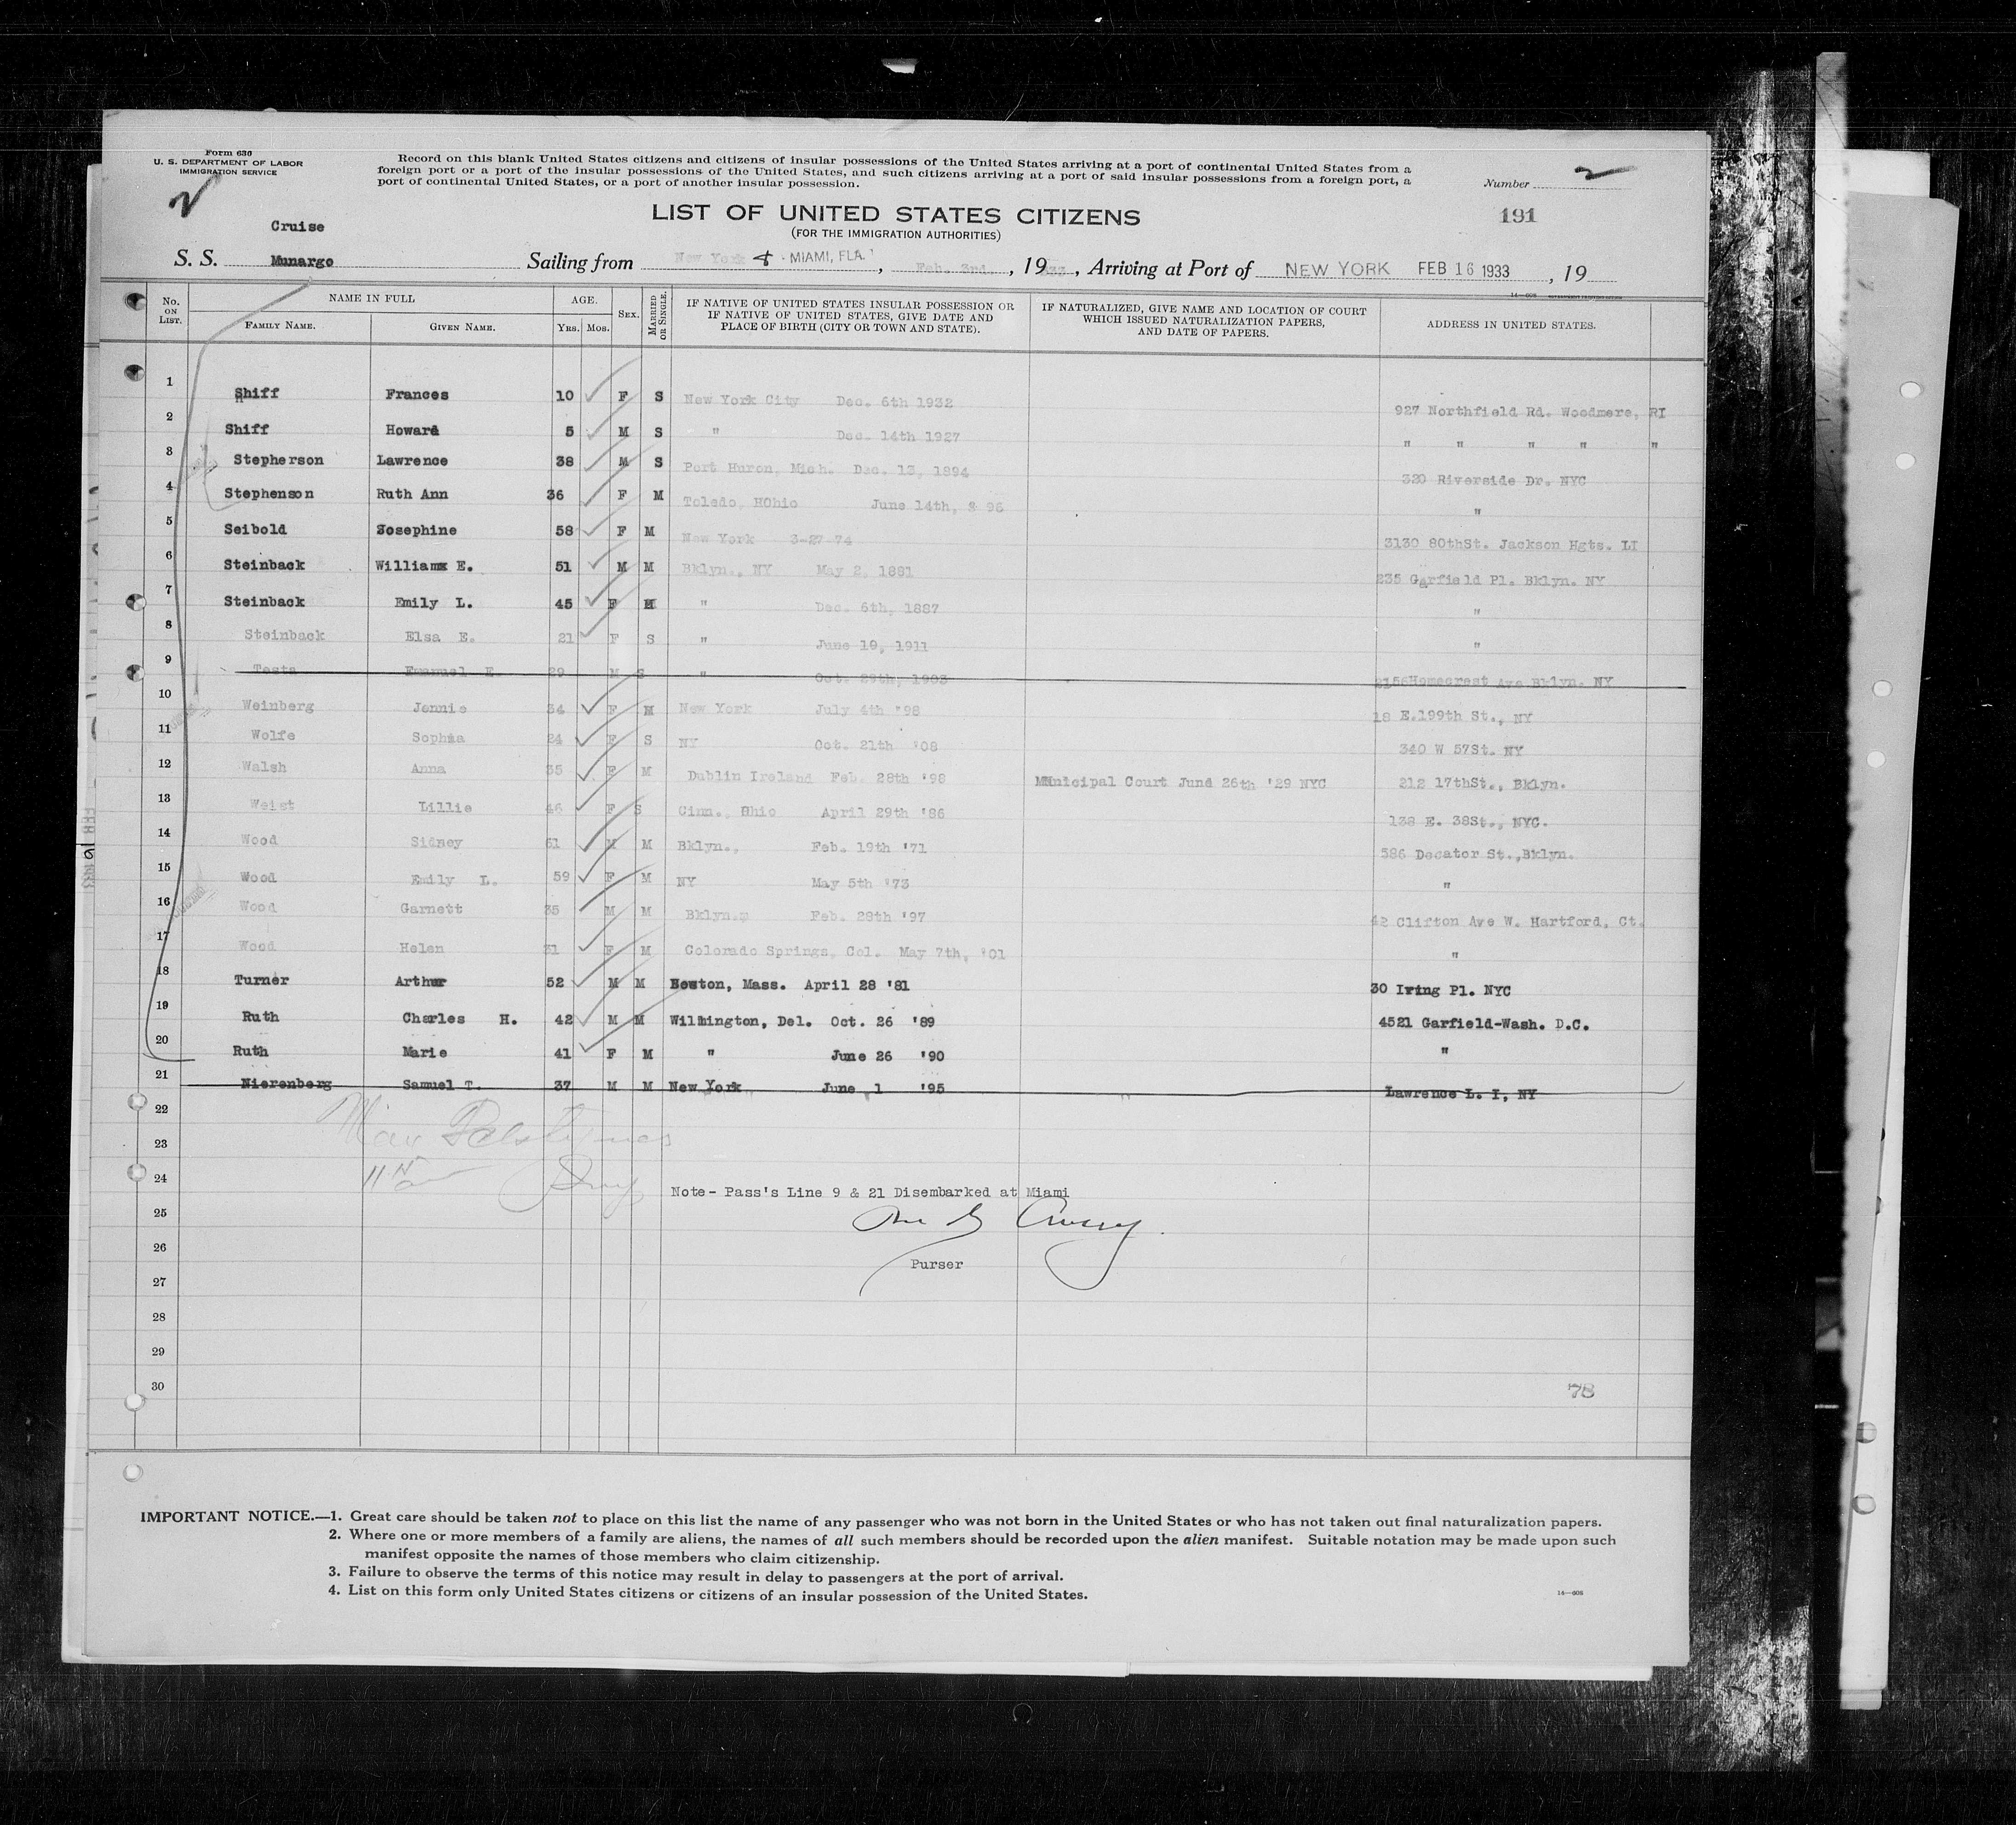 Form 630
U. S. DEPARTMENT OF LABOR
IMMIGRATION SERVICE
Record on this blank United States citizens and citizens of insular possessions of the United States arriving at a port of continental United States from a
foreign port or a port of the insular possessions of the United States, and such citizens arriving at a port of said insular possessions from a foreign port, a
port of continental United States, or a port of another insular possession.
Number 2
2
LIST OF UNITED STATES CITIZENS
191
(FOR THE IMMIGRATION AUTHORITIES)
Cruise
S. S. Munargo Sailing from New York & MIAMI, FLA. , Feb. 3rd. , 1933 , Arriving at Port of NEW YORK FEB 16 1933 , 19
14—608
No. ON LIST. NAME IN FULL FAMILY NAME. GIVEN NAME. AGE. Yrs. Mos. SEX. MARRIED OR SINGLE. IF NATIVE OF UNITED STATES INSULAR POSSESSION OR IF NATIVE OF UNITED STATES, GIVE DATE AND PLACE OF BIRTH (CITY OR TOWN AND STATE). IF NATURALIZED, GIVE NAME AND LOCATION OF COURT WHICH ISSUED NATURALIZATION PAPERS, AND DATE OF PAPERS. ADDRESS IN UNITED STATES.
1 Shiff Frances 10 F S New York City Dec. 6th 1932 927 Northfield Rd. Woodmere, RI
2 Shiff Howard 5 M S " Dec. 14th 1927 " " " " "
3 Stepherson Lawrence 38 M S Port Huron, Mich. Dec. 13, 1894 320 Riverside Dr. NYC
4 Stephenson Ruth Ann 36 F M Toledo, HOhio June 14th, & 96 "
5 Seibold Josephine 58 F M New York 3-27-74 3130 80thSt. Jackson Hgts. LI
6 Steinback Williamx E. 51 M M Bklyn., NY May 2, 1881 235 Garfield Pl. Bklyn. NY
7 Steinback Emily L. 45 F M " Dec. 6th, 1887 "
8 Steinback Elsa E. 21 F S " June 19, 1911 "
9 Testa Emanuel E. 29 M S " Oct. 29th, 1903 2156Homecrest Ave Bklyn. NY
10 Weinberg Jennie 34 F M New York July 4th '98 18 E.199th St., NY
11 Wolfe Sophia 24 F S NY Oct. 21th '08 340 W 57St. NY
12 Walsh Anna 35 F M Dublin Ireland Feb. 28th '98 Municipal Court Jund 26th '29 NYC 212 17thSt., Bklyn.
13 Weist Lillie 46 F S Cinn., Ohio April 29th '86 138 E. 38St., NYC.
14 Wood Sidney 61 M M Bklyn., Feb. 19th '71 586 Decator St.,Bklyn.
15 Wood Emily L. 59 F M NY May 5th '73 "
16 Wood Garnett 35 M M Bklyn. Feb. 28th '97 42 Clifton Ave W. Hartford, Ct.
17 Wood Helen 31 F M Colorado Springs, Col. May 7th, '01 "
18 Turner Arthur 52 M M Boston, Mass. April 28 '81 30 Irving Pl. NYC
19 Ruth Charles H. 42 M M Wilmington, Del. Oct. 26 '89 4521 Garfield-Wash. D.C.
20 Ruth Marie 41 F M " June 26 '90 "
21 Nierenberg Samuel T. 37 M M New York June 1 '95 Lawrence L. I, NY
22
23
24
Note- Pass's Line 9 & 21 Disembarked at Miami
25
26
Purser
27
28
29
30
78
IMPORTANT NOTICE.—1. Great care should be taken not to place on this list the name of any passenger who was not born in the United States or who has not taken out final naturalization papers.
2. Where one or more members of a family are aliens, the names of all such members should be recorded upon the alien manifest. Suitable notation may be made upon such
manifest opposite the names of those members who claim citizenship.
3. Failure to observe the terms of this notice may result in delay to passengers at the port of arrival.
4. List on this form only United States citizens or citizens of an insular possession of the United States.
14—608